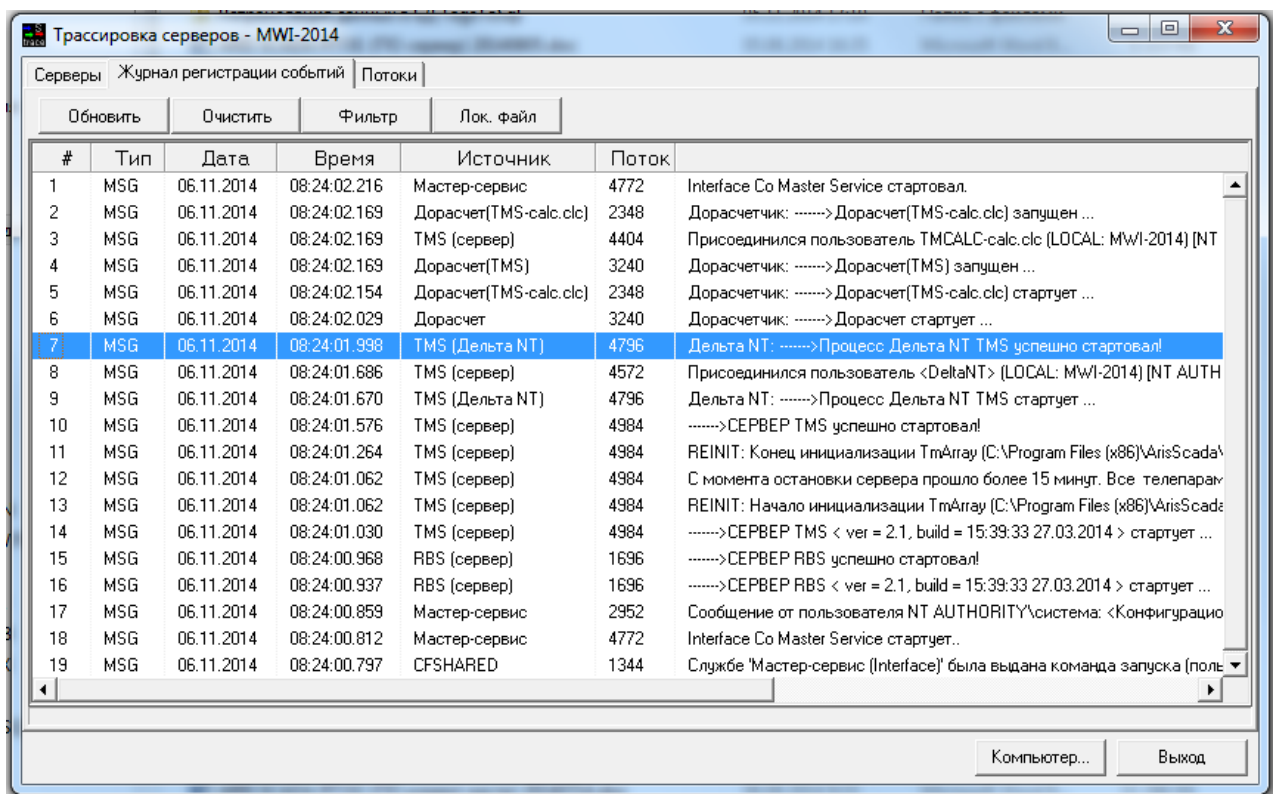 Трассировка серверов - MWI-2014
Серверы Журнал регистрации событий Потоки
Обновить Очистить Фильтр Лок. файл
# Тип Дата Время Источник Поток
1 MSG 06.11.2014 08:24:02.216 Мастер-сервис 4772 Interface Co Master Service стартовал.
2 MSG 06.11.2014 08:24:02.169 Дорасчет(TMS-calc.clc) 2348 Дорасчетчик: ------->Дорасчет(TMS-calc.clc) запущен ...
3 MSG 06.11.2014 08:24:02.169 TMS (сервер) 4404 Присоединился пользователь TMCALC-calc.clc (LOCAL: MWI-2014) [NT
4 MSG 06.11.2014 08:24:02.169 Дорасчет(TMS) 3240 Дорасчетчик: ------->Дорасчет(TMS) запущен ...
5 MSG 06.11.2014 08:24:02.154 Дорасчет(TMS-calc.clc) 2348 Дорасчетчик: ------->Дорасчет(TMS-calc.clc) стартует ...
6 MSG 06.11.2014 08:24:02.029 Дорасчет 3240 Дорасчетчик: ------->Дорасчет стартует ...
7 MSG 06.11.2014 08:24:01.998 TMS (Дельта NT) 4796 Дельта NT: ------->Процесс Дельта NT TMS успешно стартовал!
8 MSG 06.11.2014 08:24:01.686 TMS (сервер) 4572 Присоединился пользователь <DeltaNT> (LOCAL: MWI-2014) [NT AUTH
9 MSG 06.11.2014 08:24:01.670 TMS (Дельта NT) 4796 Дельта NT: ------->Процесс Дельта NT TMS стартует ...
10 MSG 06.11.2014 08:24:01.576 TMS (сервер) 4984 ------->СЕРВЕР TMS успешно стартовал!
11 MSG 06.11.2014 08:24:01.264 TMS (сервер) 4984 REINIT: Конец инициализации TmArray (C:\Program Files (x86)\ArisScada\
12 MSG 06.11.2014 08:24:01.062 TMS (сервер) 4984 С момента остановки сервера прошло более 15 минут. Все телепарам
13 MSG 06.11.2014 08:24:01.062 TMS (сервер) 4984 REINIT: Начало инициализации TmArray (C:\Program Files (x86)\ArisScada
14 MSG 06.11.2014 08:24:01.030 TMS (сервер) 4984 ------->СЕРВЕР TMS < ver = 2.1, build = 15:39:33 27.03.2014 > стартует ...
15 MSG 06.11.2014 08:24:00.968 RBS (сервер) 1696 ------->СЕРВЕР RBS успешно стартовал!
16 MSG 06.11.2014 08:24:00.937 RBS (сервер) 1696 ------->СЕРВЕР RBS < ver = 2.1, build = 15:39:33 27.03.2014 > стартует ...
17 MSG 06.11.2014 08:24:00.859 Мастер-сервис 2952 Сообщение от пользователя NT AUTHORITY\система: <Конфигурацио
18 MSG 06.11.2014 08:24:00.812 Мастер-сервис 4772 Interface Co Master Service стартует..
19 MSG 06.11.2014 08:24:00.797 CFSHARED 1344 Службе 'Мастер-сервис (Interface)' была выдана команда запуска (поль
Компьютер... Выход